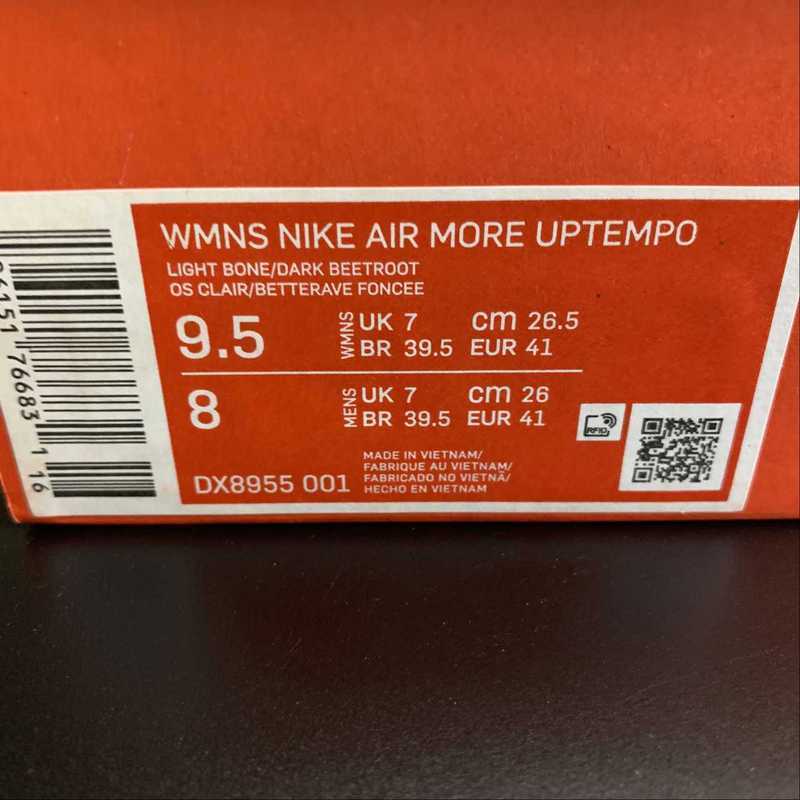 WMNS NIKE AIR MORE UPTEMPO
LIGHT BONE/DARK BEETROOT
OS CLAIR/BETTERAVE FONCEE
9.5 WMNS UK 7 cm 26.5
BR 39.5 EUR 41
8 MENS UK 7 cm 26
BR 39.5 EUR 41
RFID
DX8955 001
MADE IN VIETNAM/
FABRIQUE AU VIETNAM/
FABRICADO NO VIETNÃ/
HECHO EN VIETNAM
76683 1 16